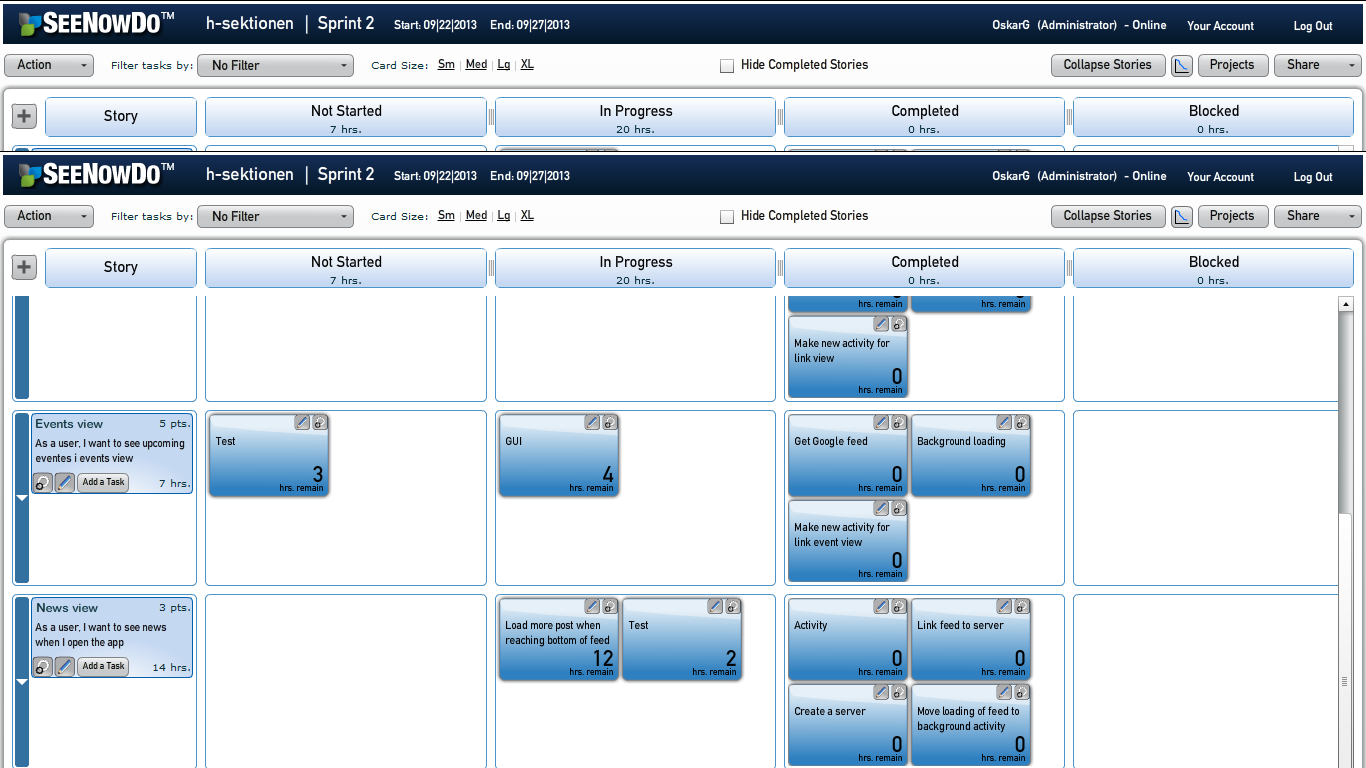 SEENOWDO™ h-sektionen | Sprint 2 Start: 09|22|2013 End: 09|27|2013 OskarG (Administrator) - Online Your Account Log Out
Action Filter tasks by: No Filter Card Size: Sm | Med | Lg | XL Hide Completed Stories Collapse Stories Projects Share
Story Not Started In Progress Completed Blocked
7 hrs. 20 hrs. 0 hrs. 0 hrs.
SEENOWDO™ h-sektionen | Sprint 2 Start: 09|22|2013 End: 09|27|2013 OskarG (Administrator) - Online Your Account Log Out
Action Filter tasks by: No Filter Card Size: Sm | Med | Lg | XL Hide Completed Stories Collapse Stories Projects Share
Story Not Started In Progress Completed Blocked
7 hrs. 20 hrs. 0 hrs. 0 hrs.
hrs. remain hrs. remain
Make new activity for
link view
0
hrs. remain
Events view 5 pts.
As a user, I want to see upcoming
eventes i events view
Add a Task 7 hrs.
Test
3
hrs. remain
GUI
4
hrs. remain
Get Google feed
0
hrs. remain
Background loading
0
hrs. remain
Make new activity for
link event view
0
hrs. remain
News view 3 pts.
As a user, I want to see news
when I open the app
Add a Task 14 hrs.
Load more post when
reaching bottom of feed
12
hrs. remain
Test
2
hrs. remain
Activity
0
hrs. remain
Link feed to server
0
hrs. remain
Create a server
0
hrs. remain
Move loading of feed to
background activity
0
hrs. remain